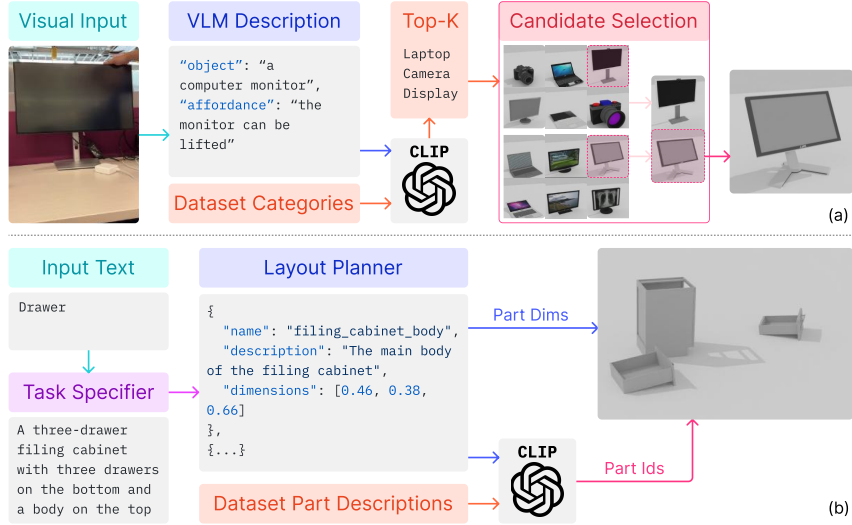 Visual Input
VLM Description
Top-K
Candidate Selection
“object”: “a
computer monitor”,
“affordance”: “the
monitor can be
lifted”
Laptop
Camera
Display
CLIP
Dataset Categories
(a)
Input Text
Layout Planner
Drawer
Task Specifier
A three-drawer
filing cabinet
with three drawers
on the bottom and
a body on the top
{
"name": "filing_cabinet_body",
"description": "The main body
of the filing cabinet",
"dimensions": [0.46, 0.38,
0.66]
},
{...}
Part Dims
CLIP
Part Ids
Dataset Part Descriptions
(b)